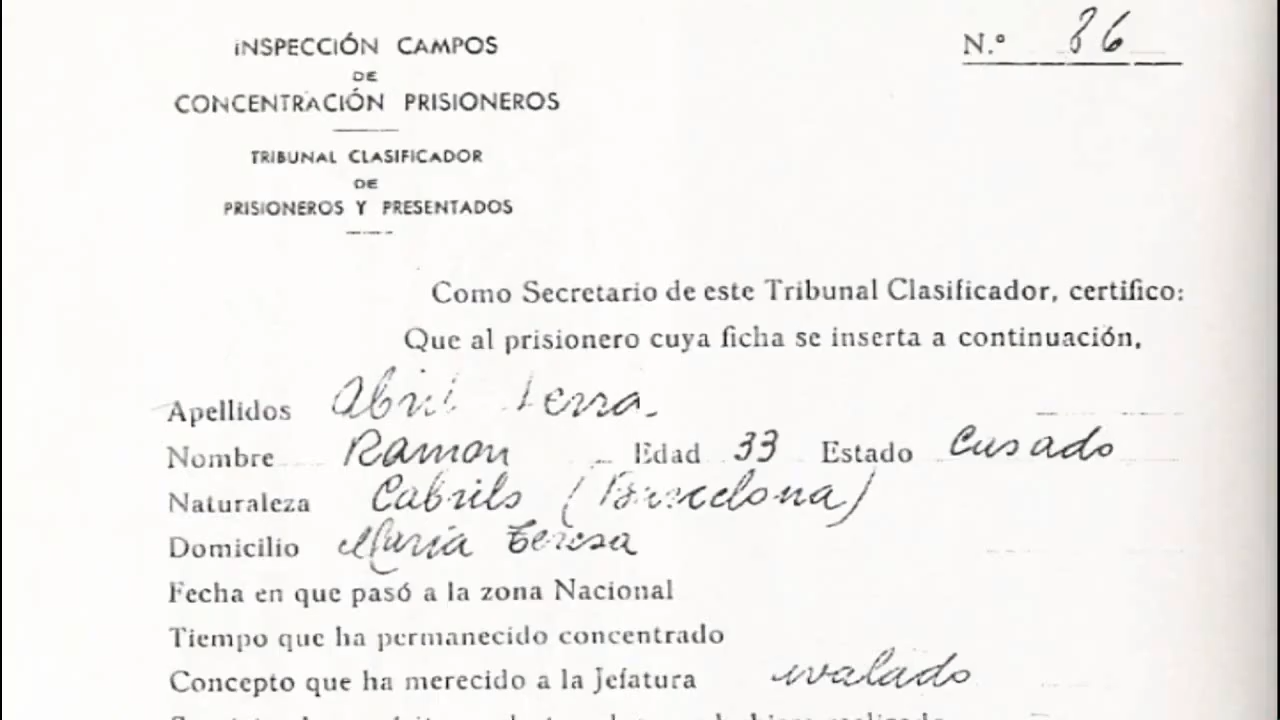 INSPECCIÓN CAMPOS
DE
CONCENTRACIÓN PRISIONEROS
TRIBUNAL CLASIFICADOR
DE
PRISIONEROS Y PRESENTADOS
N.º 86
Como Secretario de este Tribunal Clasificador, certifico:
Que al prisionero cuya ficha se inserta a continuación,
Apellidos Abril Serra
Nombre Ramon Edad 33 Estado Casado
Naturaleza Cabrils (Barcelona)
Domicilio Maria Teresa
Fecha en que pasó a la zona Nacional
Tiempo que ha permanecido concentrado
Concepto que ha merecido a la Jefatura